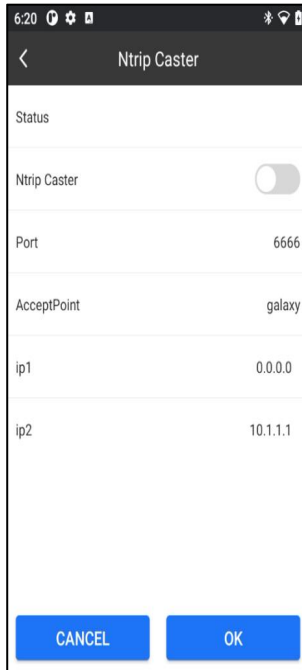 6:20
Ntrip Caster
Status
Ntrip Caster
Port 6666
AcceptPoint galaxy
ip1 0.0.0.0
ip2 10.1.1.1
CANCEL OK